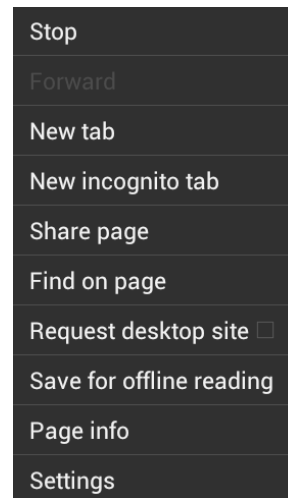 Stop
Forward
New tab
New incognito tab
Share page
Find on page
Request desktop site
Save for offline reading
Page info
Settings